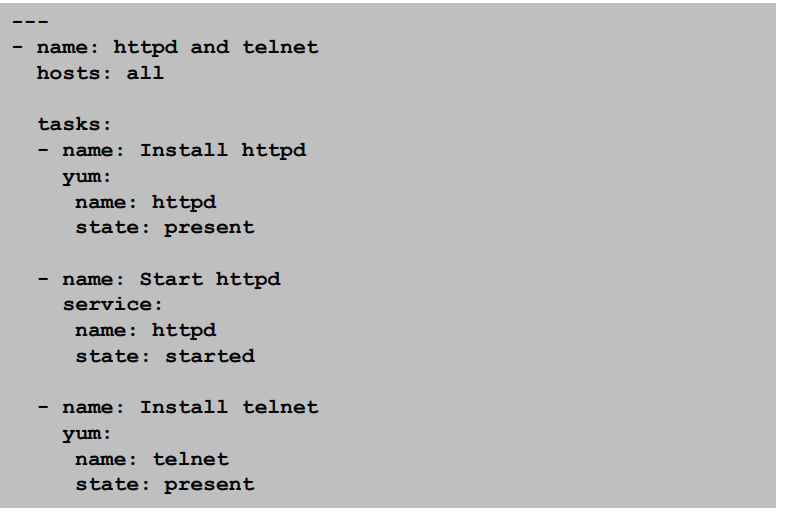 ---
- name: httpd and telnet
  hosts: all

  tasks:
  - name: Install httpd
    yum:
     name: httpd
     state: present

  - name: Start httpd
    service:
     name: httpd
     state: started

  - name: Install telnet
    yum:
     name: telnet
     state: present